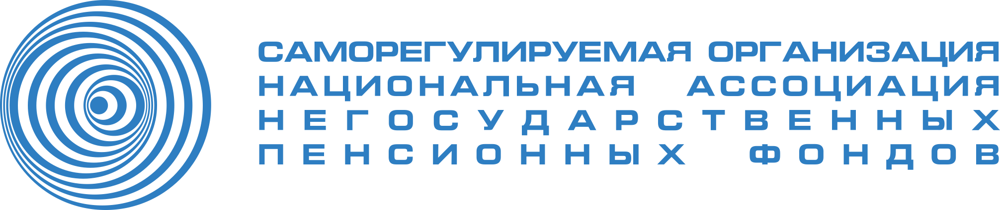 САМОРЕГУЛИРУЕМАЯ ОРГАНИЗАЦИЯ
НАЦИОНАЛЬНАЯ АССОЦИАЦИЯ
НЕГОСУДАРСТВЕННЫХ
ПЕНСИОННЫХ ФОНДОВ